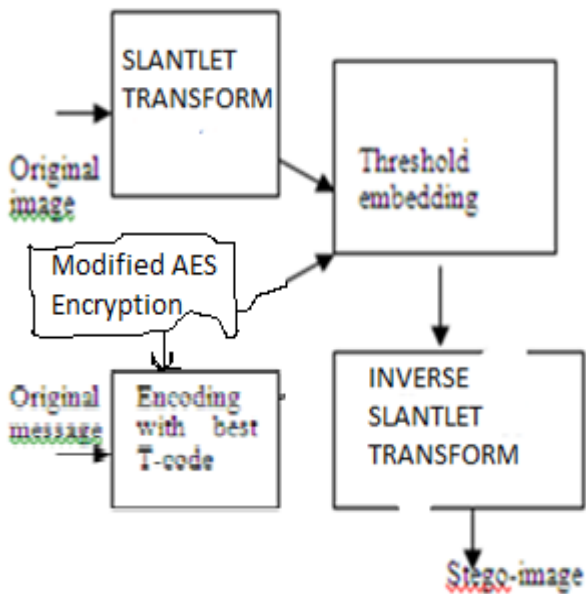 SLANTLET
TRANSFORM
Original
image
Threshold
embedding
Modified AES
Encryption
Original
message
Encoding
with best
T-code
INVERSE
SLANTLET
TRANSFORM
Stego-image